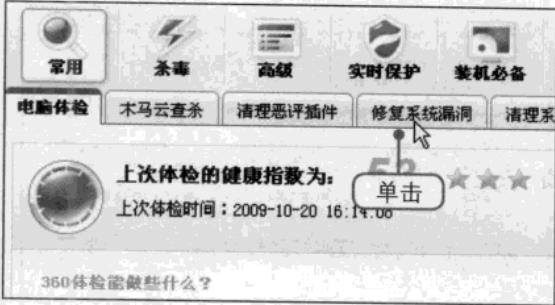 常用 杀毒 高级 实时保护 装机必备
电脑体检 木马云查杀 清理恶评插件 修复系统漏洞 清理系
上次体检的健康指数为:
单击
上次体检时间：2009-10-20 16:14:08
360体检能做些什么？